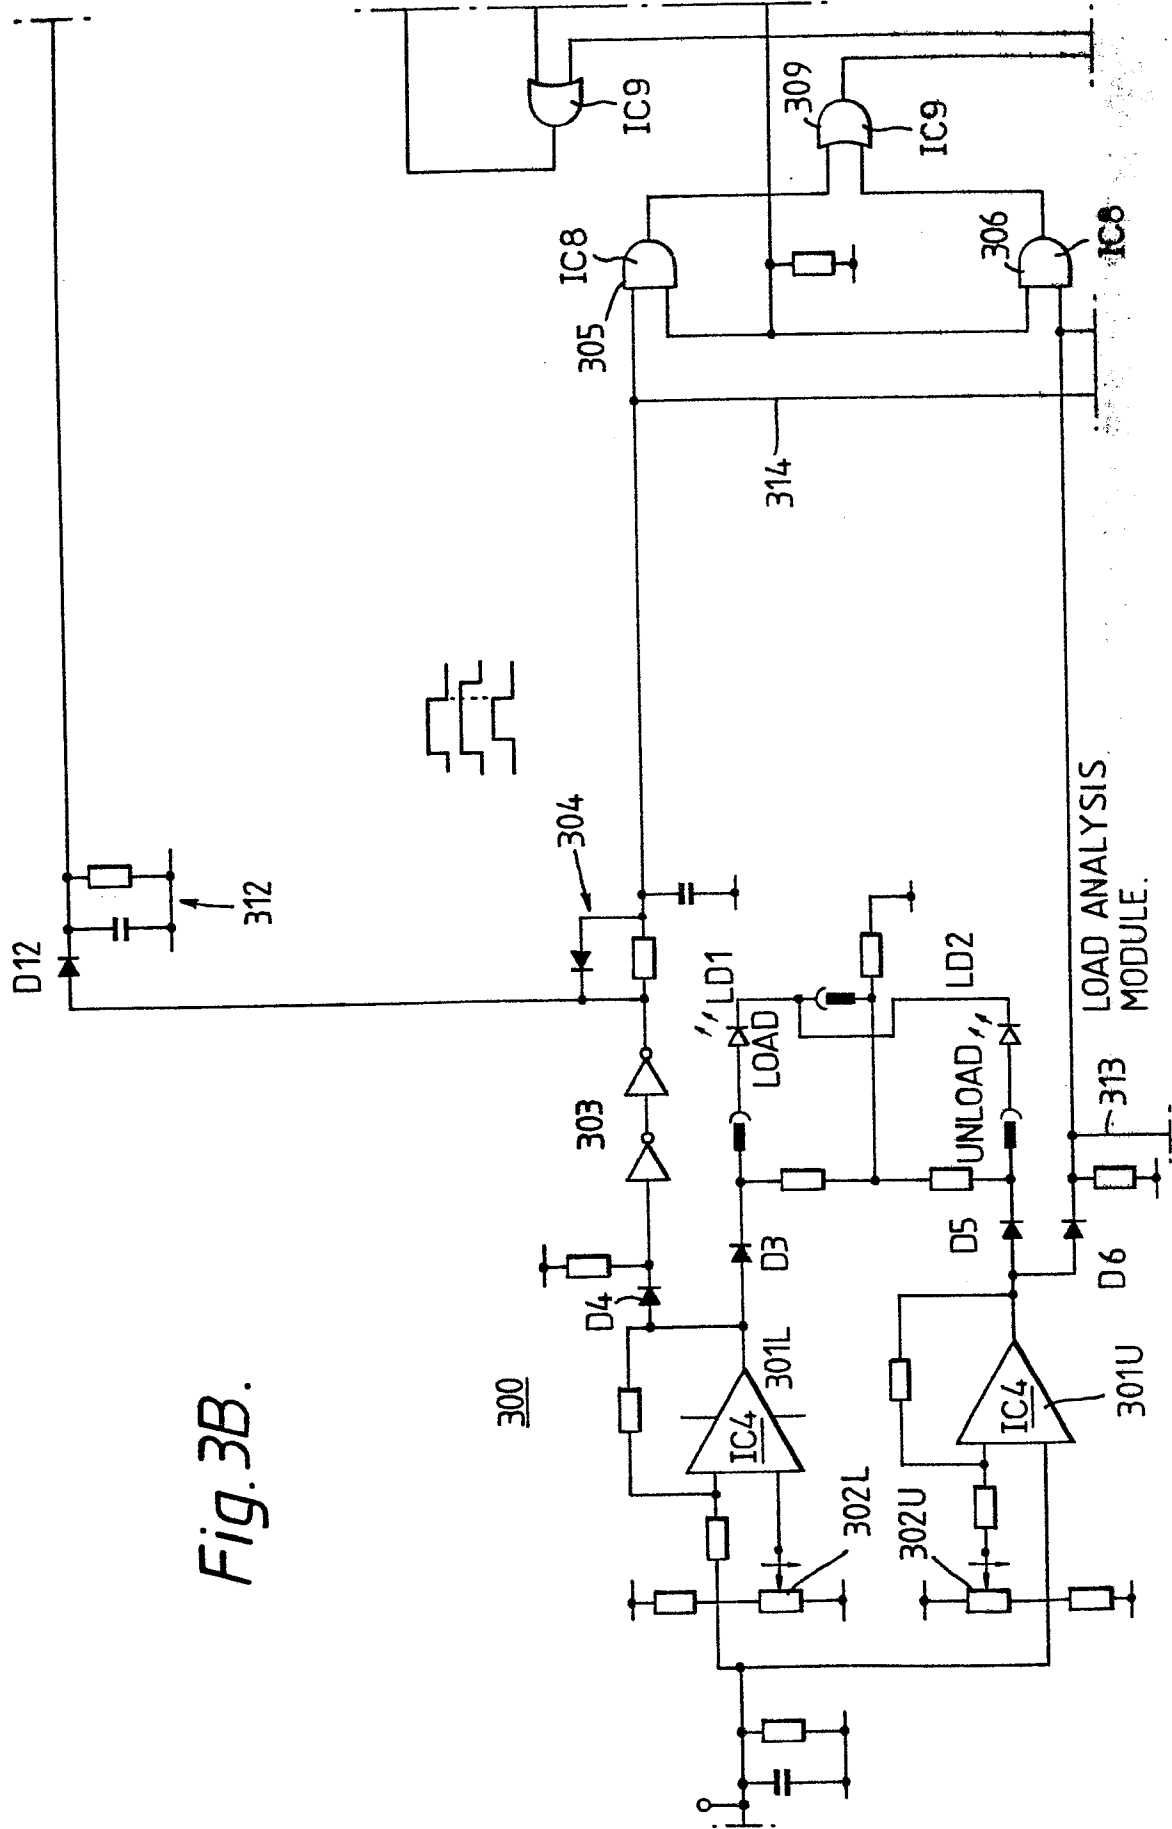 Fig. 3B.
300
D12
312
304
303
D4
D3
301L
IC4
302L
302U
IC4
301U
D5
D6
LD1
LOAD
LD2
UNLOAD
313
LOAD ANALYSIS
MODULE.
314
305
IC8
306
IC8
309
IC9
IC9